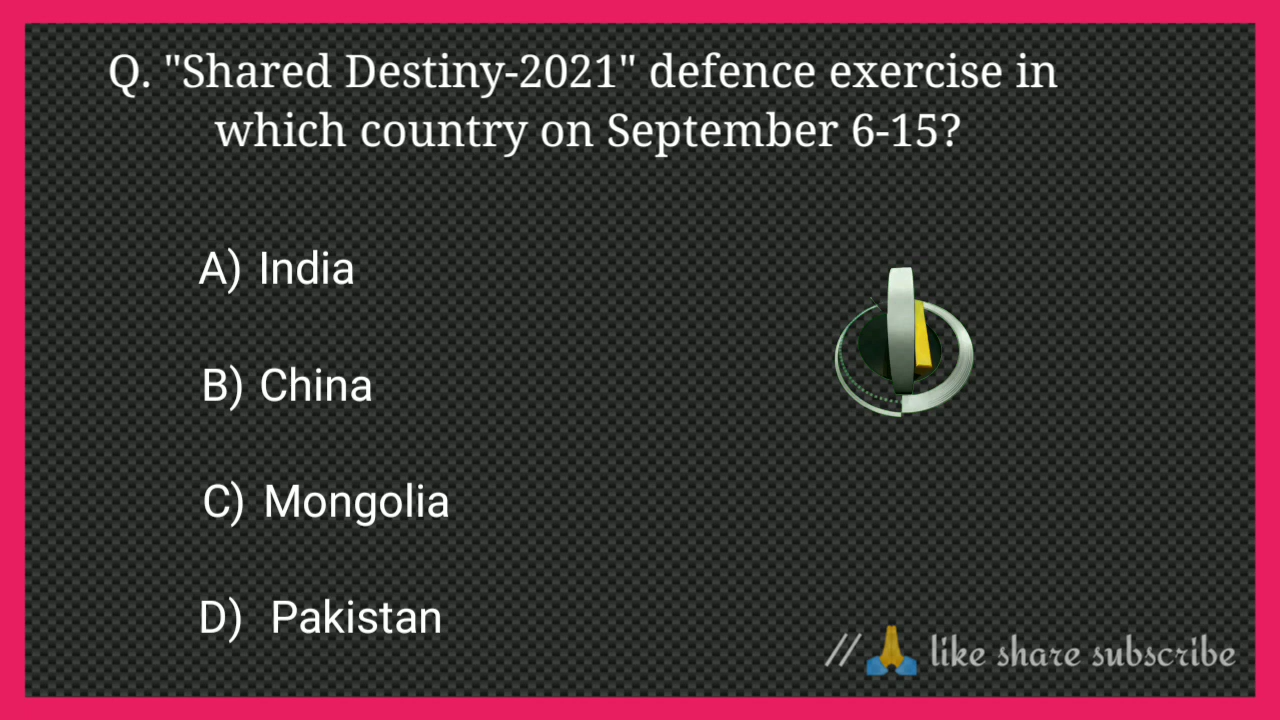 Q. "Shared Destiny-2021" defence exercise in
which country on September 6-15?
A) India
B) China
C) Mongolia
D) Pakistan
// 🙏 like share subscribe